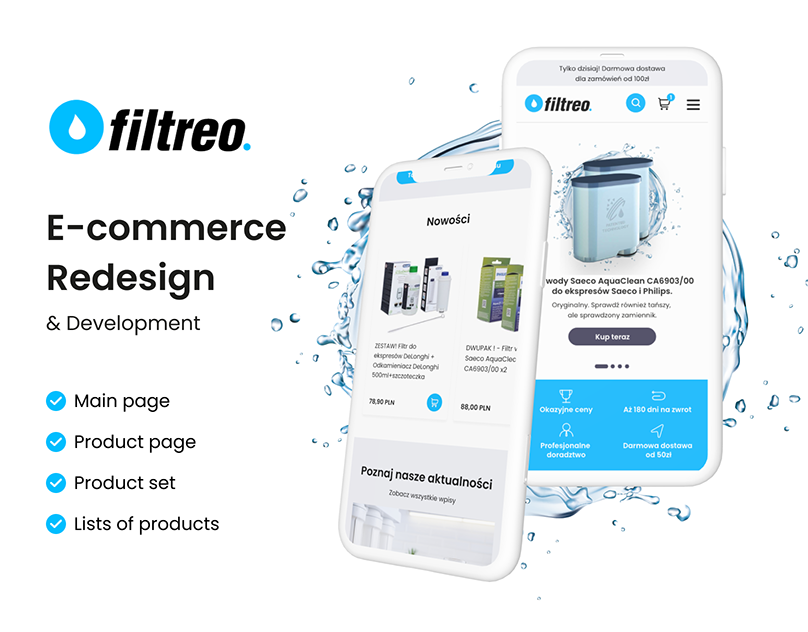 filtreo.
E-commerce
Redesign
& Development
Main page
Product page
Product set
Lists of products
Nowości
ZESTAW! Filtr do
ekspresów DeLonghi +
Odkamieniacz DeLonghi
500ml+szczoteczka
78,90 PLN
DWUPAK ! - Filtr
Saeco AquaClean
CA6903/00 x2
88,00 PLN
Poznaj nasze aktualności
Zobacz wszystkie wpisy
Tylko dzisiaj! Darmowa dostawa
dla zamówień od 100zł
filtreo.
1
wody Saeco AquaClean CA6903/00
do ekspresów Saeco i Philips.
Oryginalny. Sprawdź również tańszy,
ale sprawdzony zamiennik.
Kup teraz
Okazyjne ceny
Aż 180 dni na zwrot
Profesjonalne
doradztwo
Darmowa dostawa
od 50zł